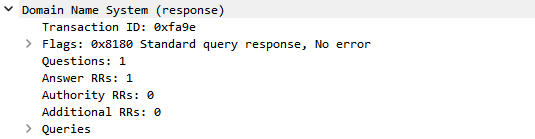 Domain Name System (response)
Transaction ID: 0xfa9e
Flags: 0x8180 Standard query response, No error
Questions: 1
Answer RRs: 1
Authority RRs: 0
Additional RRs: 0
Queries